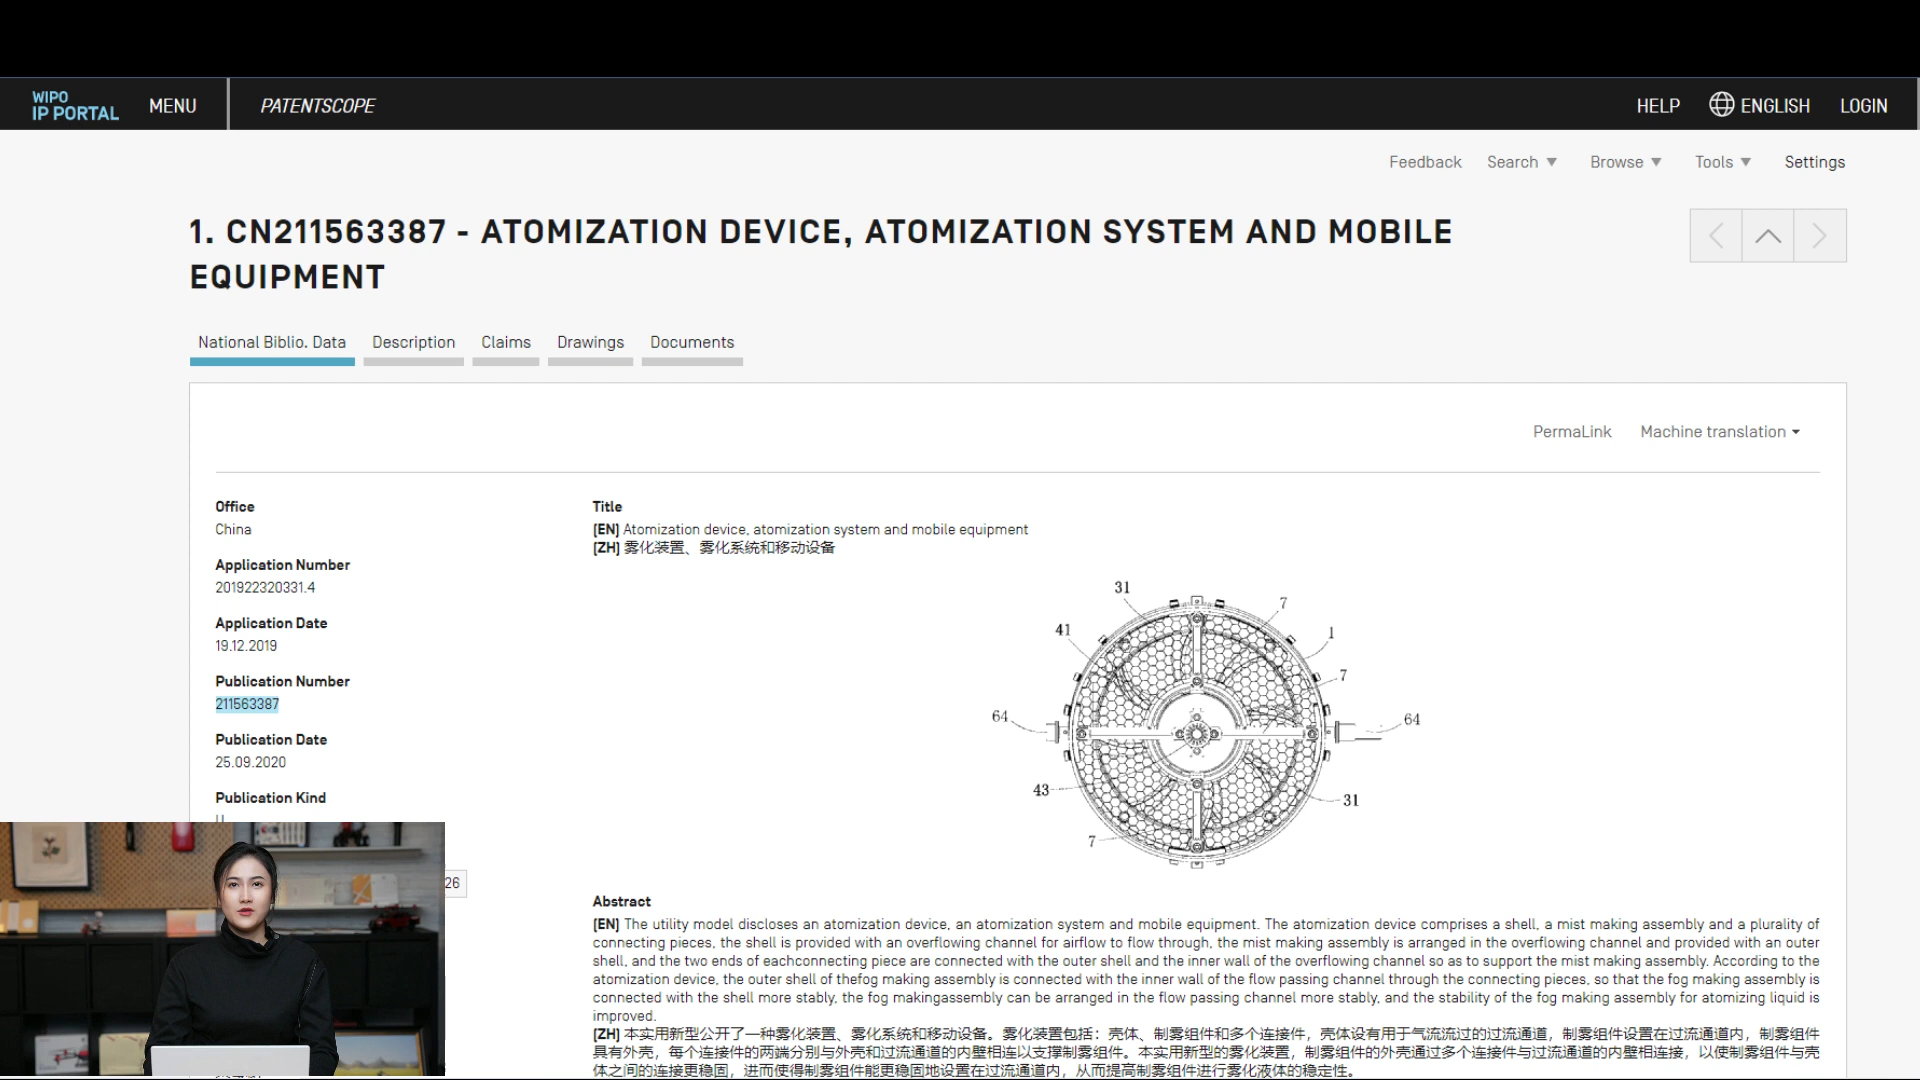 WIPO
IP PORTAL
MENU
PATENTSCOPE
HELP
ENGLISH
LOGIN
Feedback
Search
Browse
Tools
Settings
1. CN211563387 - ATOMIZATION DEVICE, ATOMIZATION SYSTEM AND MOBILE
EQUIPMENT
National Biblio. Data
Description
Claims
Drawings
Documents
PermaLink
Machine translation
Office
China
Application Number
201922320331.4
Application Date
19.12.2019
Publication Number
211563387
Publication Date
25.09.2020
Publication Kind
U
26
Title
[EN] Atomization device, atomization system and mobile equipment
[ZH] 雾化装置、雾化系统和移动设备
31
7
41
1
7
64
64
43
31
7
Abstract
[EN] The utility model discloses an atomization device, an atomization system and mobile equipment. The atomization device comprises a shell, a mist making assembly and a plurality of
connecting pieces, the shell is provided with an overflowing channel for airflow to flow through, the mist making assembly is arranged in the overflowing channel and provided with an outer
shell, and the two ends of eachconnecting piece are connected with the outer shell and the inner wall of the overflowing channel so as to support the mist making assembly. According to the
atomization device, the outer shell of thefog making assembly is connected with the inner wall of the flow passing channel through the connecting pieces, so that the fog making assembly is
connected with the shell more stably, the fog makingassembly can be arranged in the flow passing channel more stably, and the stability of the fog making assembly for atomizing liquid is
improved.
[ZH] 本实用新型公开了一种雾化装置、雾化系统和移动设备。雾化装置包括：壳体、制雾组件和多个连接件，壳体设有用于气流流过的过流通道，制雾组件设置在过流通道内，制雾组件
具有外壳，每个连接件的两端分别与外壳和过流通道的内壁相连以支撑制雾组件。本实用新型的雾化装置，制雾组件的外壳通过多个连接件与过流通道的内壁相连接，以使制雾组件与壳
体之间的连接更稳固，进而使得制雾组件能更稳固地设置在过流通道内，从而提高制雾组件进行雾化液体的稳定性。